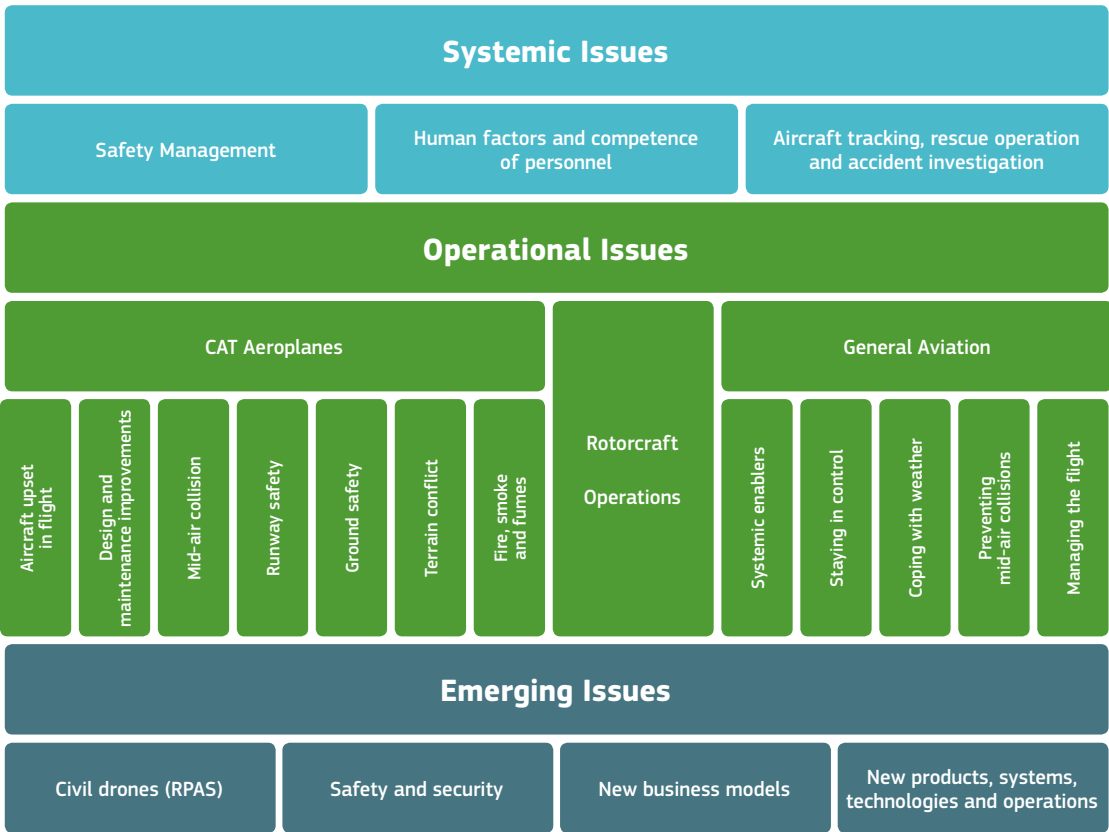 Systemic Issues
Safety Management
Human factors and competence
of personnel
Aircraft tracking, rescue operation
and accident investigation
Operational Issues
CAT Aeroplanes
General Aviation
Aircraft upset
in flight
Design and
maintenance improvements
Mid-air collision
Runway safety
Ground safety
Terrain conflict
Fire, smoke
and fumes
Rotorcraft
Operations
Systemic enablers
Staying in control
Coping with weather
Preventing
mid-air collisions
Managing the flight
Emerging Issues
Civil drones (RPAS)
Safety and security
New business models
New products, systems,
technologies and operations